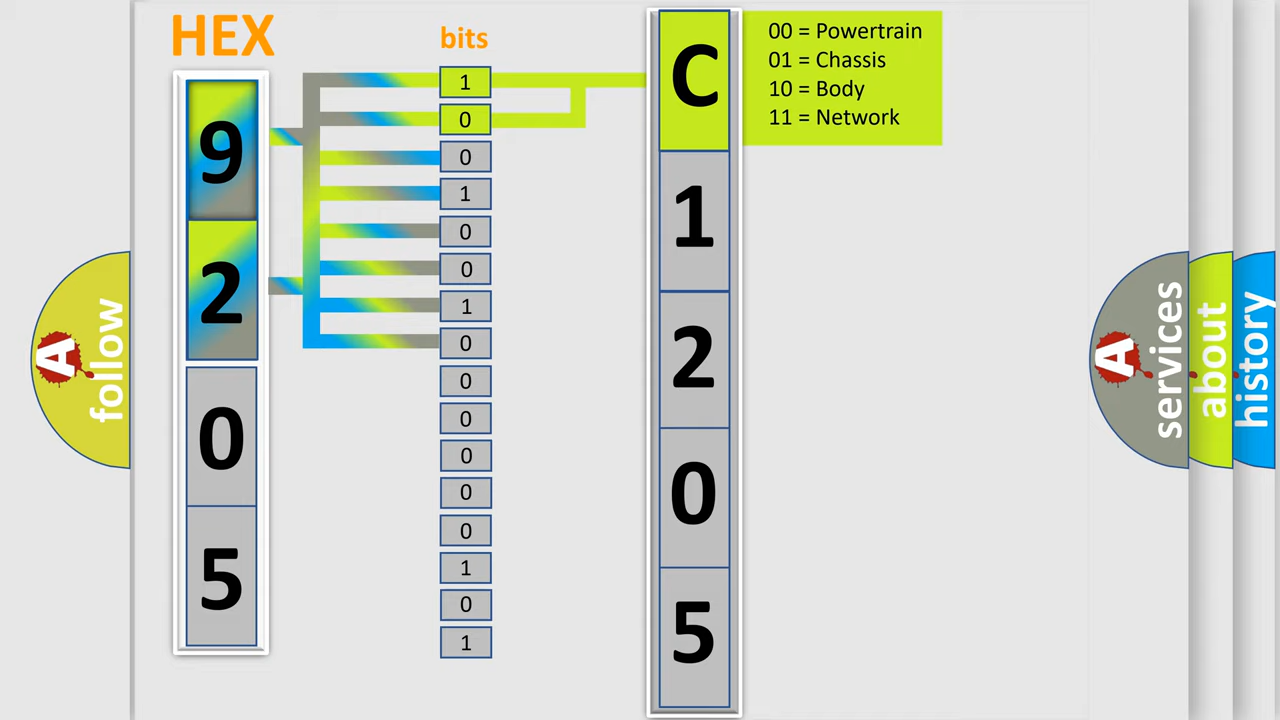 HEX
bits
9
2
0
5
1
0
0
1
0
0
1
0
0
0
0
0
0
1
0
1
C
1
2
0
5
00 = Powertrain
01 = Chassis
10 = Body
11 = Network
A
follow
A
services
about
history